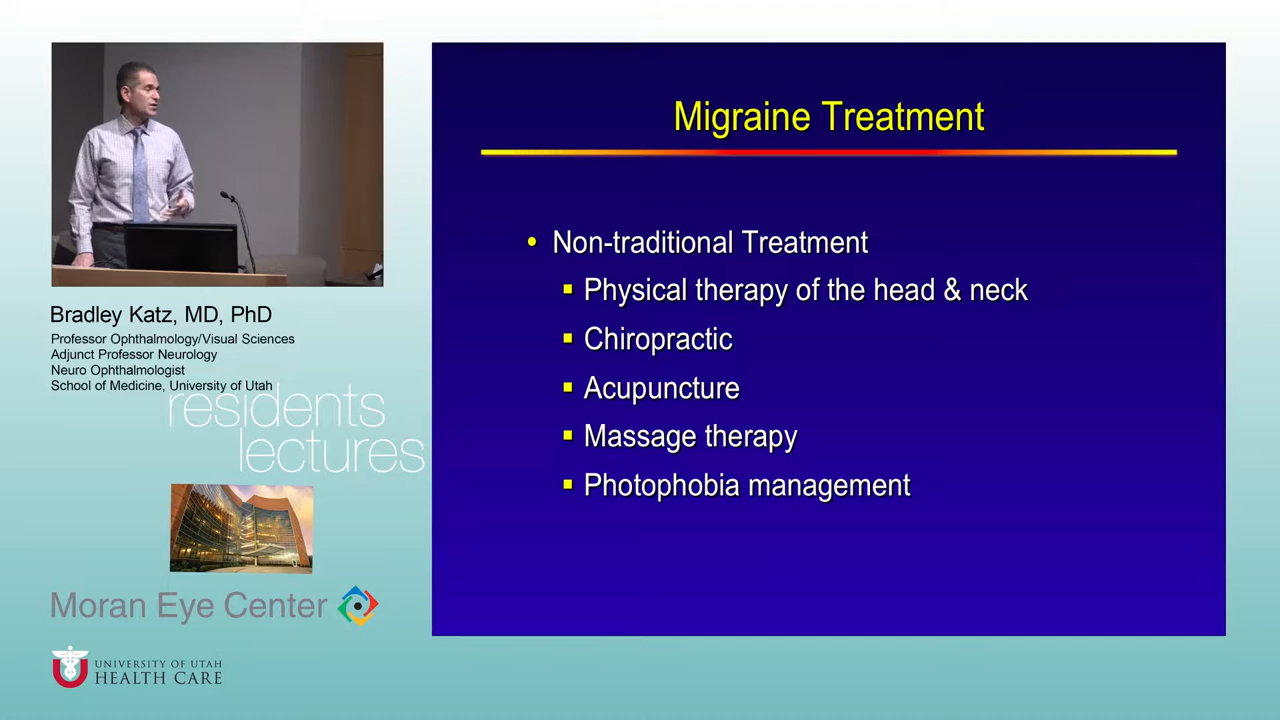 Migraine Treatment
• Non-traditional Treatment
▪ Physical therapy of the head & neck
▪ Chiropractic
▪ Acupuncture
▪ Massage therapy
▪ Photophobia management
Bradley Katz, MD, PhD
Professor Ophthalmology/Visual Sciences
Adjunct Professor Neurology
Neuro Ophthalmologist
School of Medicine, University of Utah
residents
lectures
Moran Eye Center
UNIVERSITY OF UTAH
HEALTH CARE